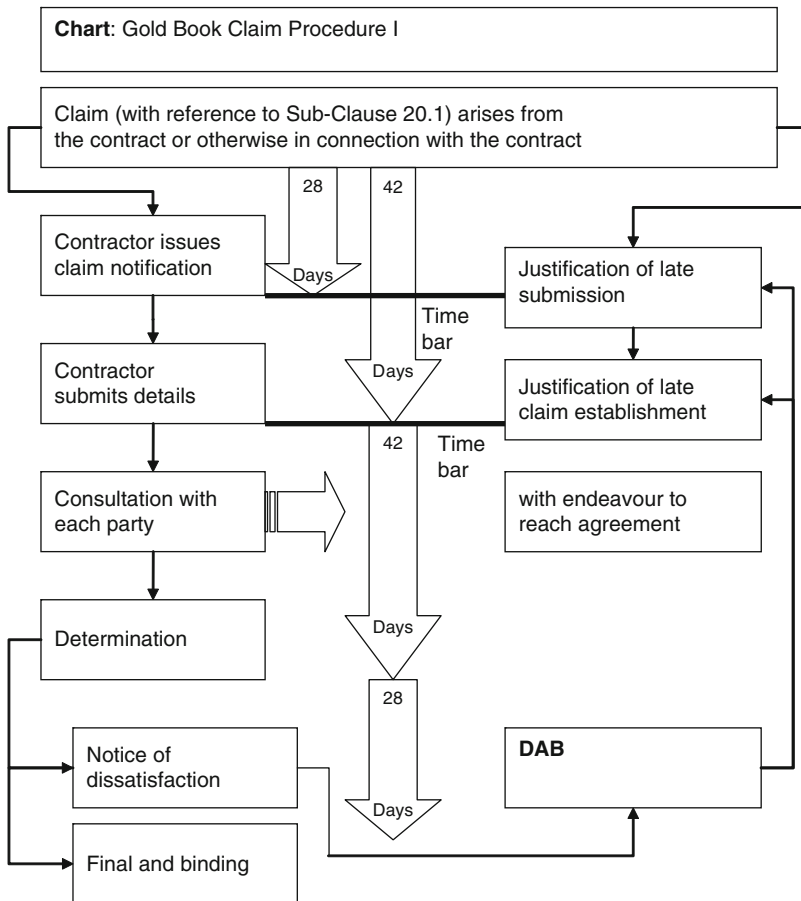 Chart: Gold Book Claim Procedure I
Claim (with reference to Sub-Clause 20.1) arises from
the contract or otherwise in connection with the contract
28
42
Contractor issues
claim notification
Days
Justification of late
submission
Time
bar
Contractor
submits details
Days
Justification of late
claim establishment
42
Time
bar
Consultation with
each party
with endeavour to
reach agreement
Determination
Days
28
Notice of
dissatisfaction
DAB
Days
Final and binding